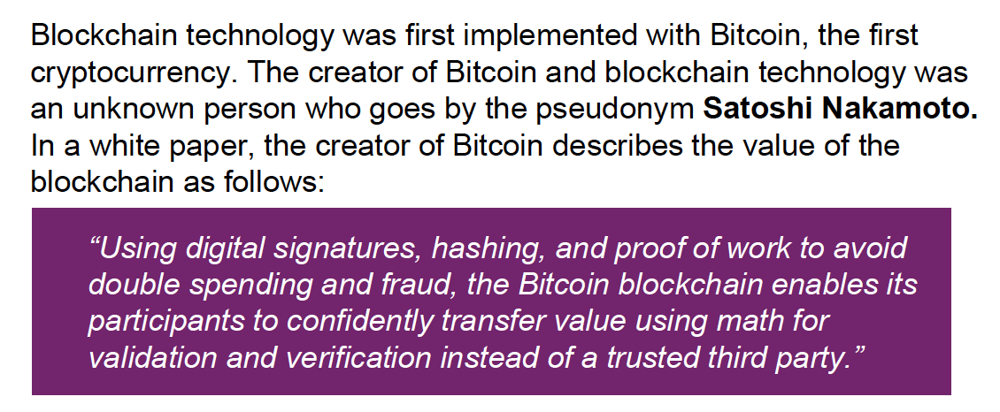 Blockchain technology was first implemented with Bitcoin, the first
cryptocurrency. The creator of Bitcoin and blockchain technology was
an unknown person who goes by the pseudonym Satoshi Nakamoto.
In a white paper, the creator of Bitcoin describes the value of the
blockchain as follows:
“Using digital signatures, hashing, and proof of work to avoid
double spending and fraud, the Bitcoin blockchain enables its
participants to confidently transfer value using math for
validation and verification instead of a trusted third party.”